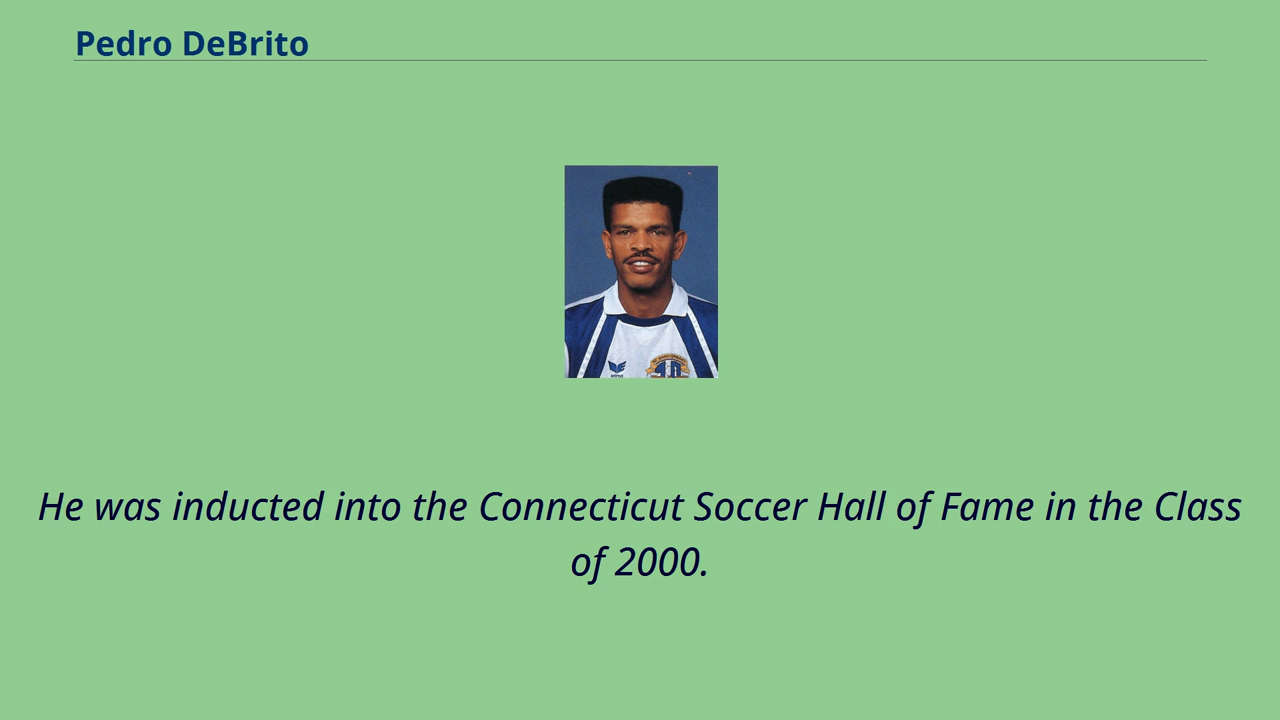 Pedro DeBrito
He was inducted into the Connecticut Soccer Hall of Fame in the Class
of 2000.